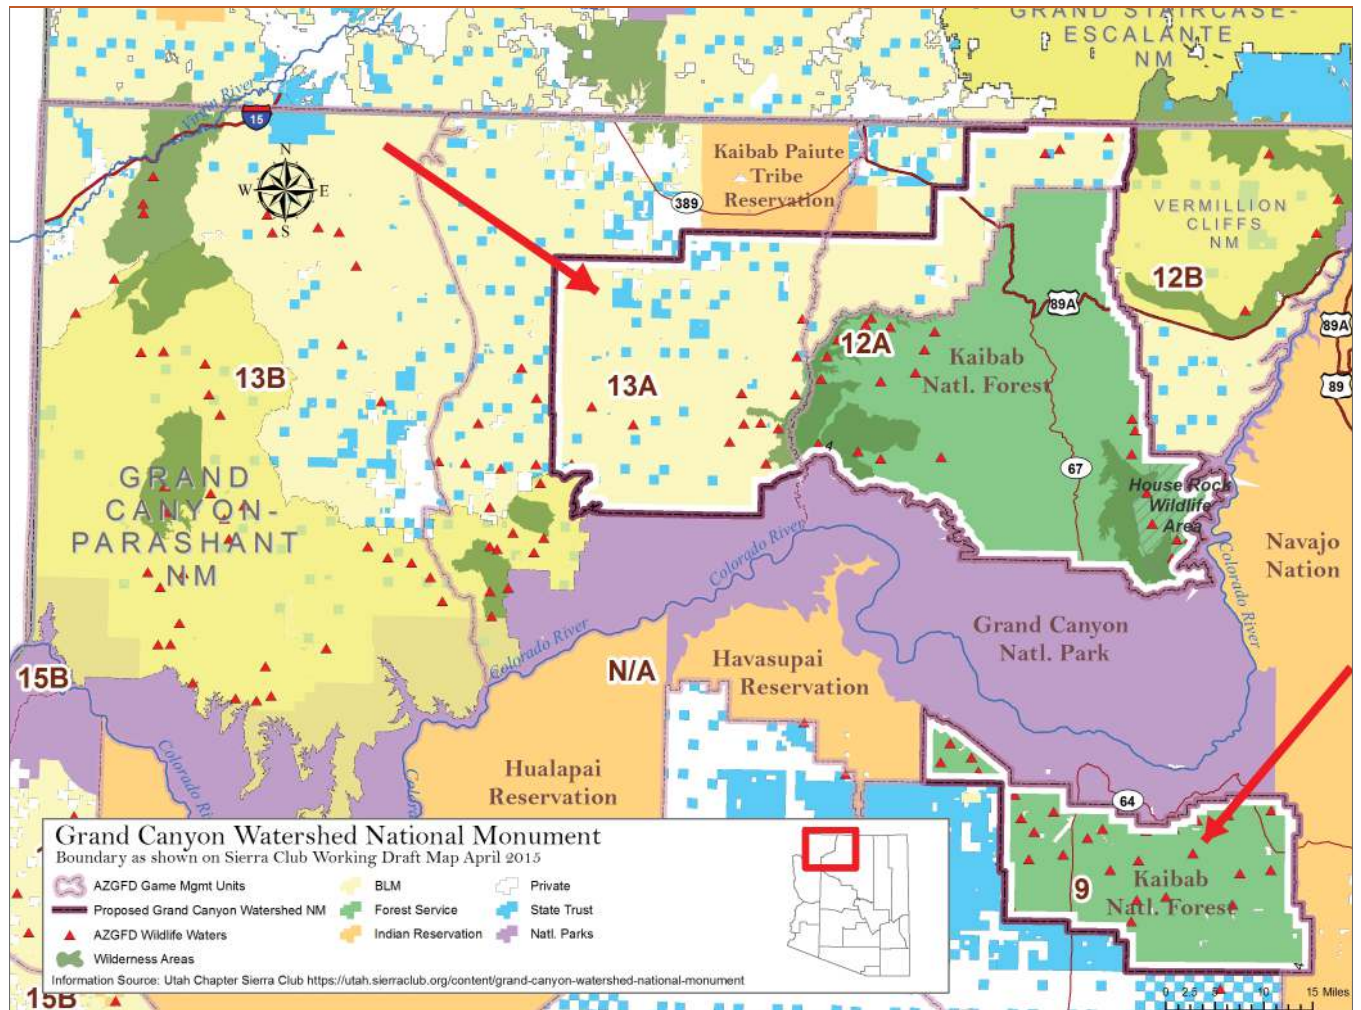 GRAND STAIRCASE-
ESCALANTE
NM
Virgin River
15
N
W
E
S
Kaibab Paiute
Tribe
Reservation
389
VERMILLION
CLIFFS
NM
12B
89A
89A
89
12A
Kaibab
Natl. Forest
13B
13A
67
GRAND
CANYON-
PARASHANT
NM
House Rock
Wildlife
Area
Navajo
Nation
Colorado River
Colorado River
Colorado River
Grand Canyon
Natl. Park
15B
N/A
Havasupai
Reservation
Colorado River
Hualapai
Reservation
64
9
Kaibab
Natl. Forest
Grand Canyon Watershed National Monument
Boundary as shown on Sierra Club Working Draft Map April 2015
AZGFD Game Mgmt Units
BLM
Private
Proposed Grand Canyon Watershed NM
Forest Service
State Trust
AZGFD Wildlife Waters
Indian Reservation
Natl. Parks
Wilderness Areas
Information Source: Utah Chapter Sierra Club https://utah.sierraclub.org/content/grand-canyon-watershed-national-monument
15B
0 2.5 5 10 15 Miles